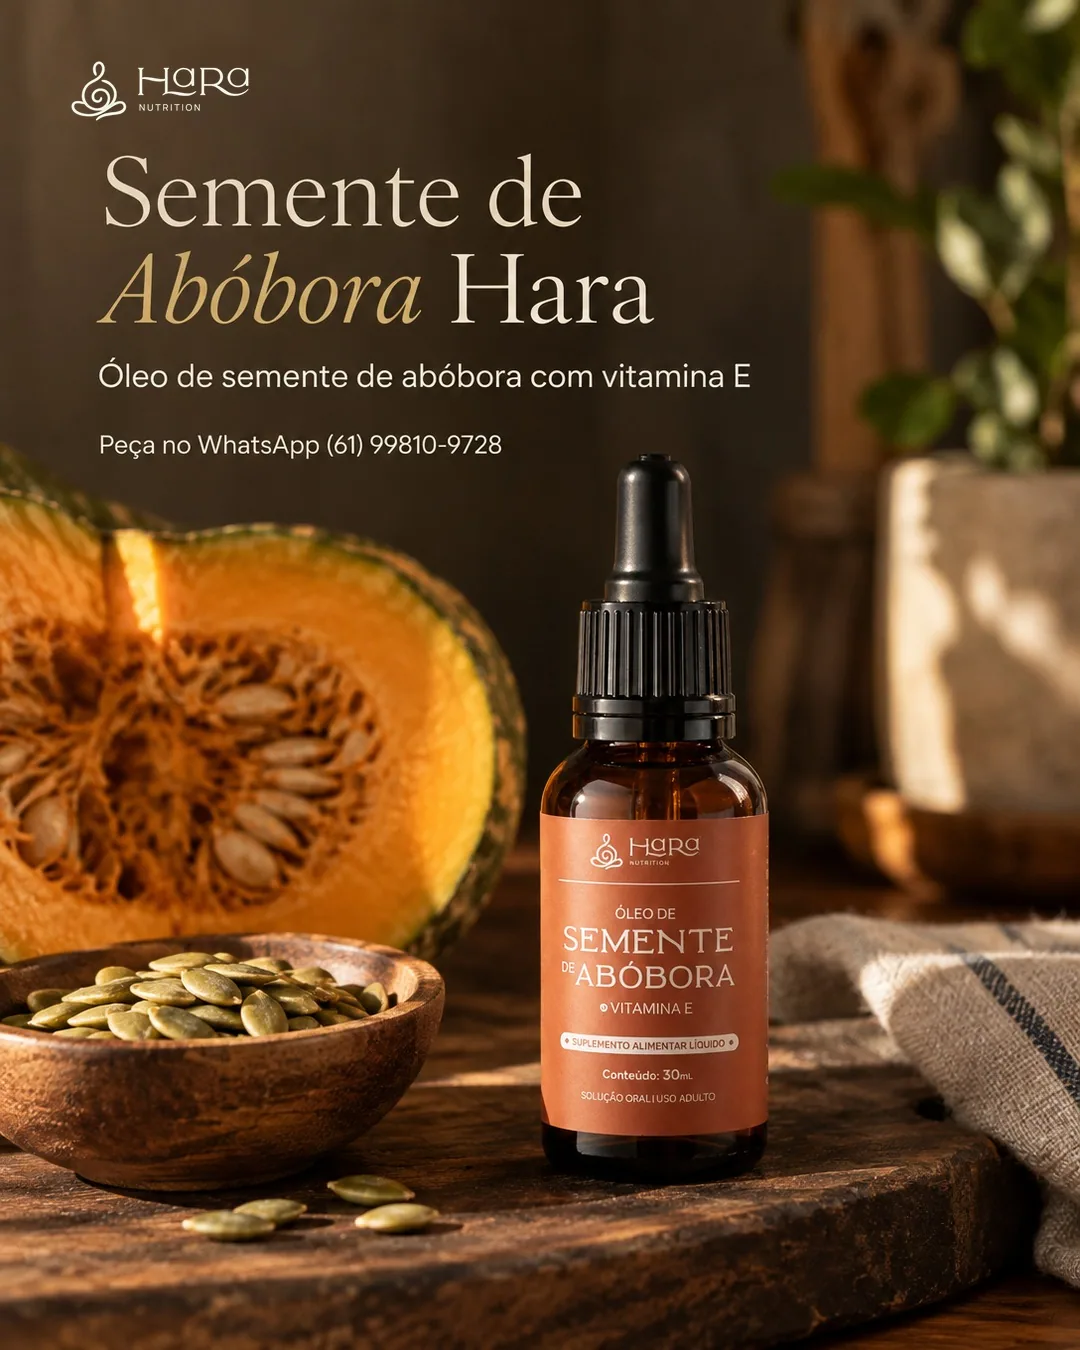 HARA
NUTRITION
Semente de
Abóbora Hara
Óleo de semente de abóbora com vitamina E
Peça no WhatsApp (61) 99810-9728
HARA
NUTRITION
ÓLEO DE
SEMENTE
DE ABÓBORA
VITAMINA E
SUPLEMENTO ALIMENTAR LÍQUIDO
Conteúdo: 30mL
SOLUÇÃO ORAL | USO ADULTO